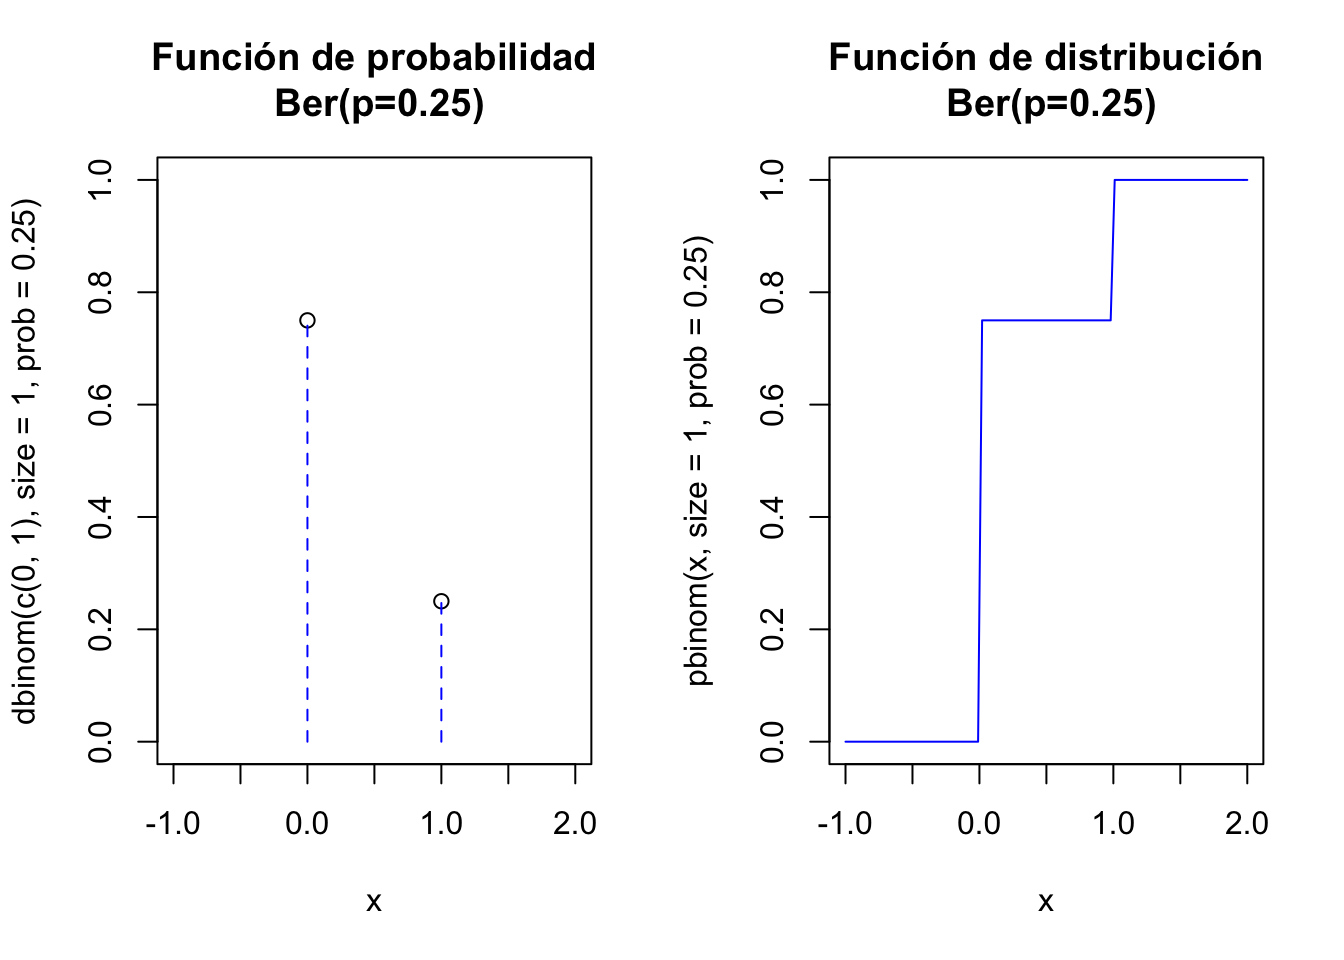 Función de probabilidad
Ber(p=0.25)
dbinom(c(0, 1), size = 1, prob = 0.25)
1.0
0.8
0.6
0.4
0.2
0.0
-1.0 0.0 1.0 2.0
x
Función de distribución
Ber(p=0.25)
pbinom(x, size = 1, prob = 0.25)
1.0
0.8
0.6
0.4
0.2
0.0
-1.0 0.0 1.0 2.0
x